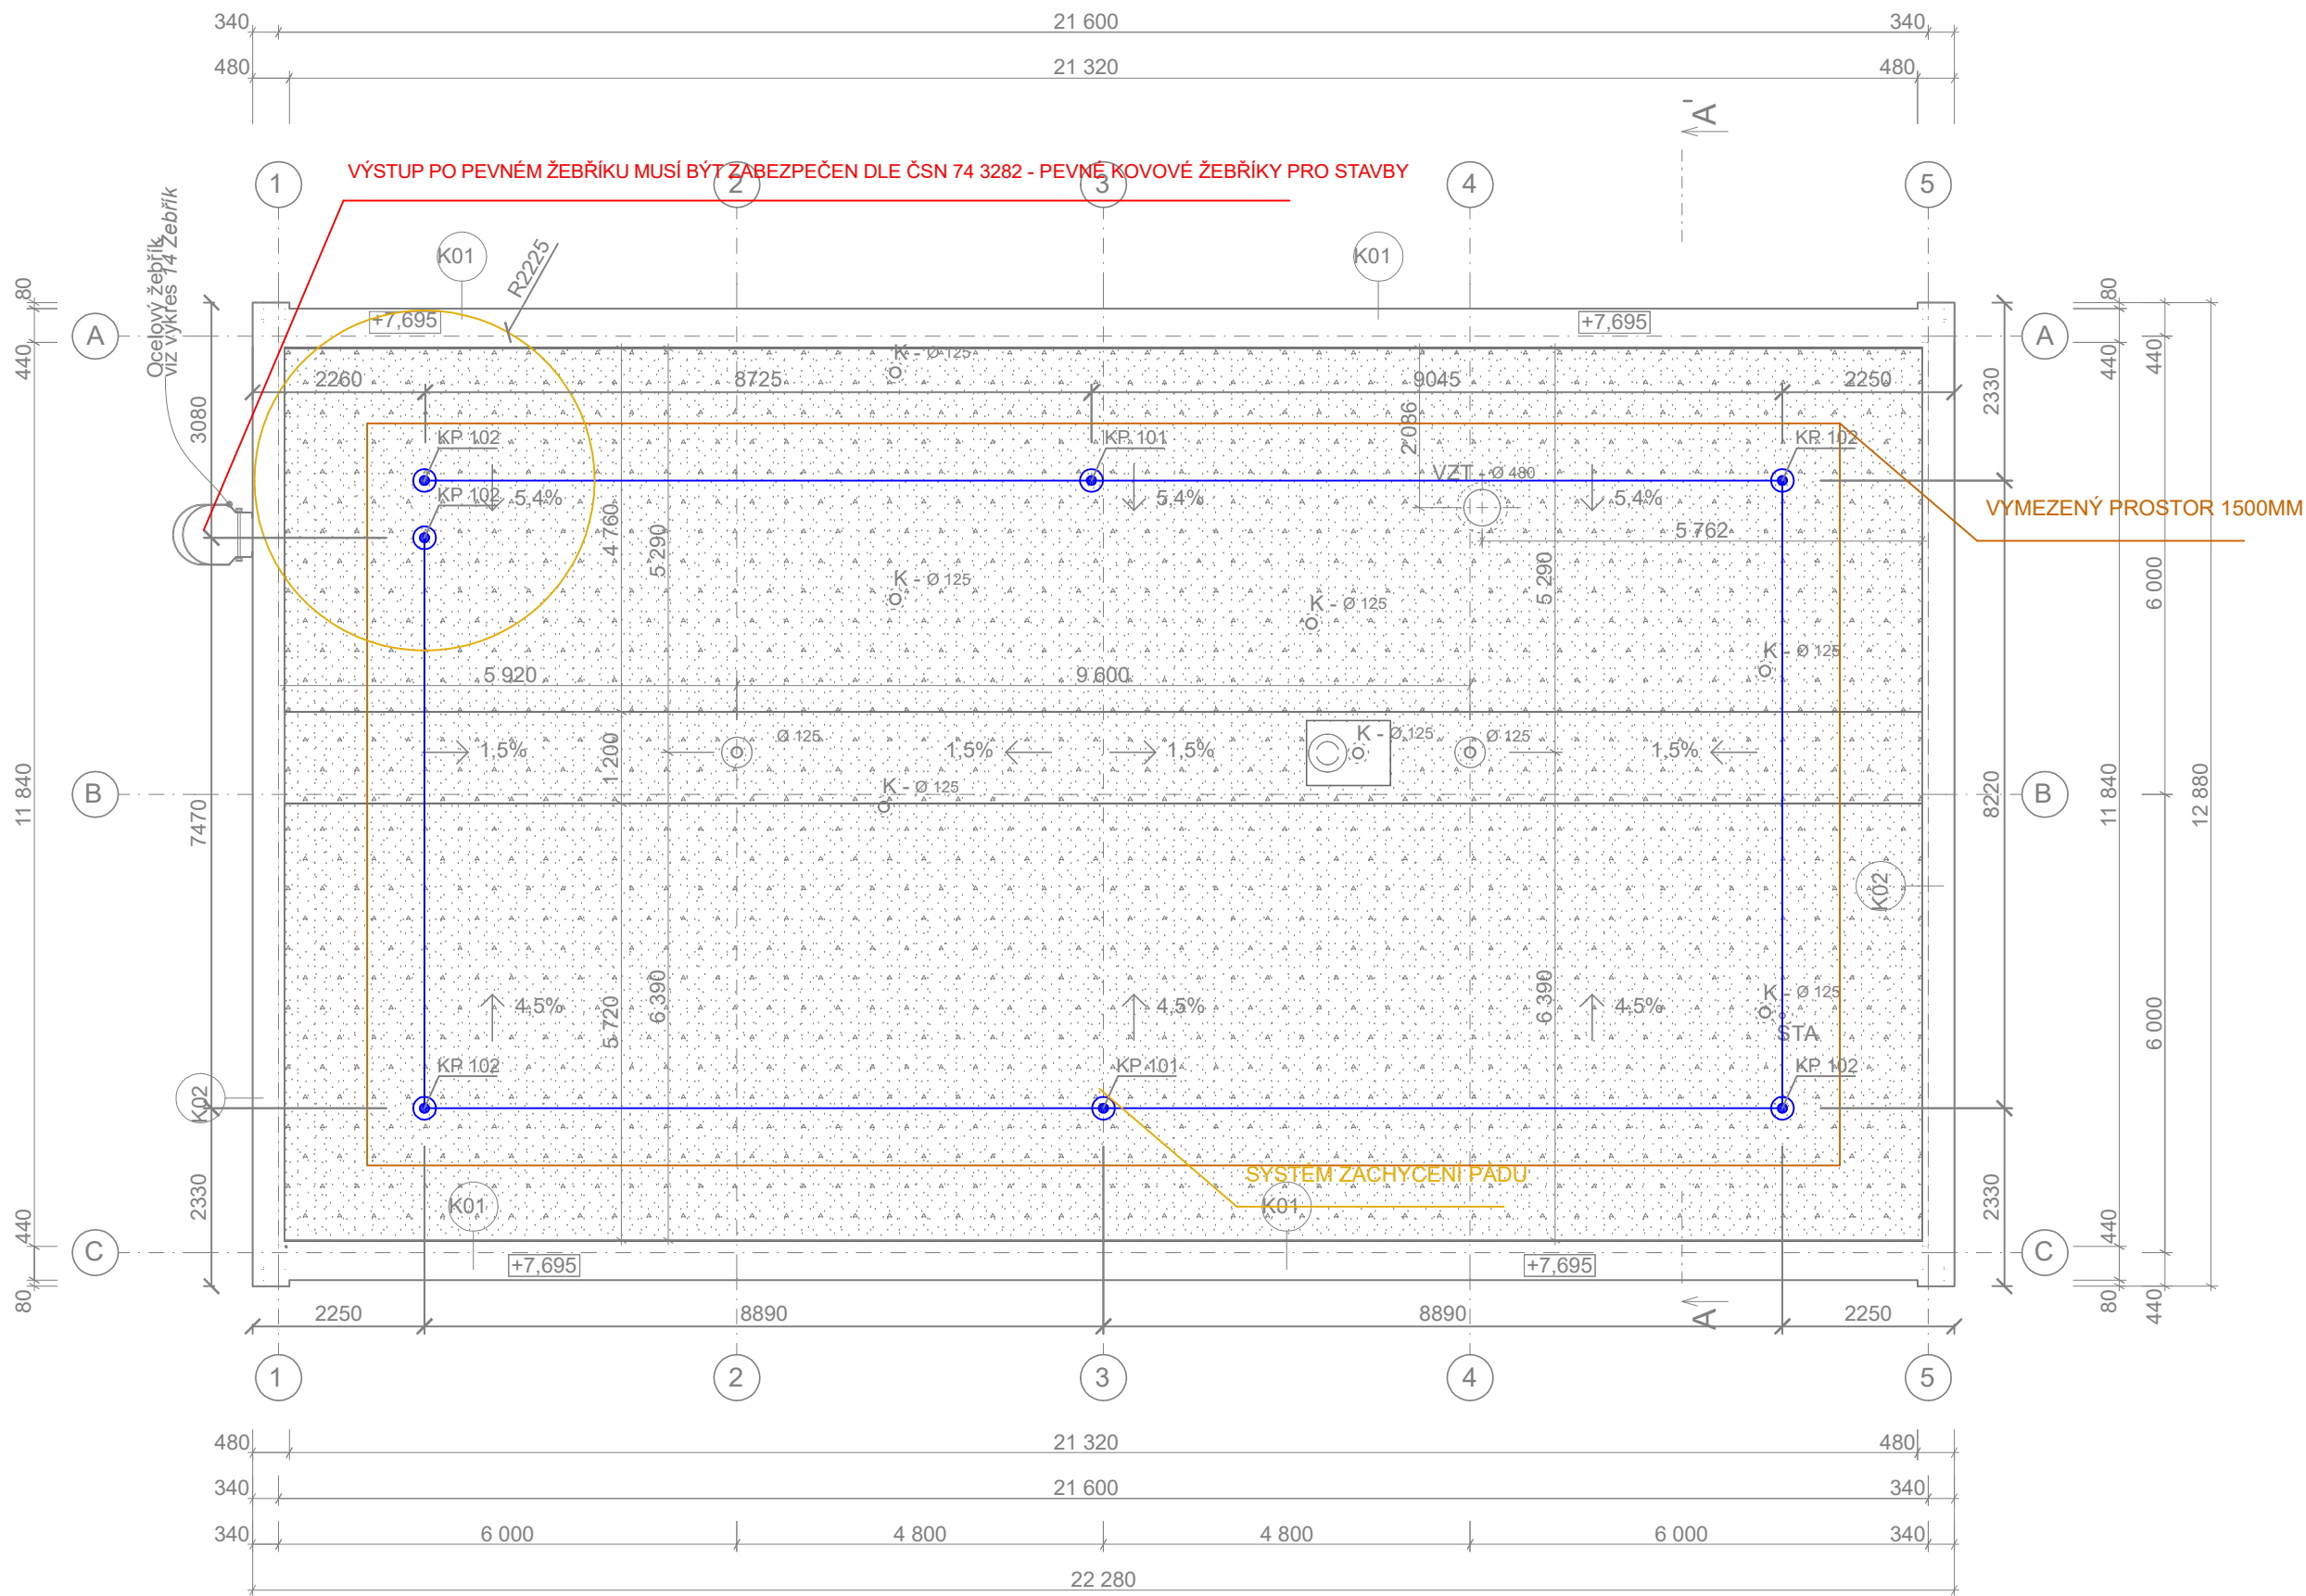 340 21 600 340
480 21 320 480
A'
VÝSTUP PO PEVNÉM ŽEBŘÍKU MUSÍ BÝT ZABEZPEČEN DLE ČSN 74 3282 - PEVNÉ KOVOVÉ ŽEBŘÍKY PRO STAVBY
1 2 3 4 5
Ocelový žebřík
viz výkres 14 Žebřík
K01 R2225 K01
80 +7,695 +7,695 80
A A
440 440 440
K - Ø 125
2260 8725 9045 2250
3080 2 086 2330
KP 102 KP 101 KP 102
VZT - Ø 480
KP 102 5,4% 5,4% 5,4%
VYMEZENÝ PROSTOR 1500MM
4 760 5 290 5 290 5 762
K - Ø 125
K - Ø 125
6 000
K - Ø 125
5 920 9 600
1,5% Ø 125 1,5% 1,5% K - Ø 125 Ø 125 1,5%
1 200
K - Ø 125
B B
11 840 7470 8220 11 840 12 880
K02
5 720 6 390 6 390
4,5% 4,5% 4,5%
K - Ø 125
STA
6 000
KP 102 KP 101 KP 102
K02
SYSTÉM ZACHYCENÍ PÁDU
K01 K01
2330 2330
440 440
C C
+7,695 +7,695
80 80 440
2250 8890 8890 A 2250
1 2 3 4 5
480 21 320 480
340 21 600 340
340 6 000 4 800 4 800 6 000 340
22 280